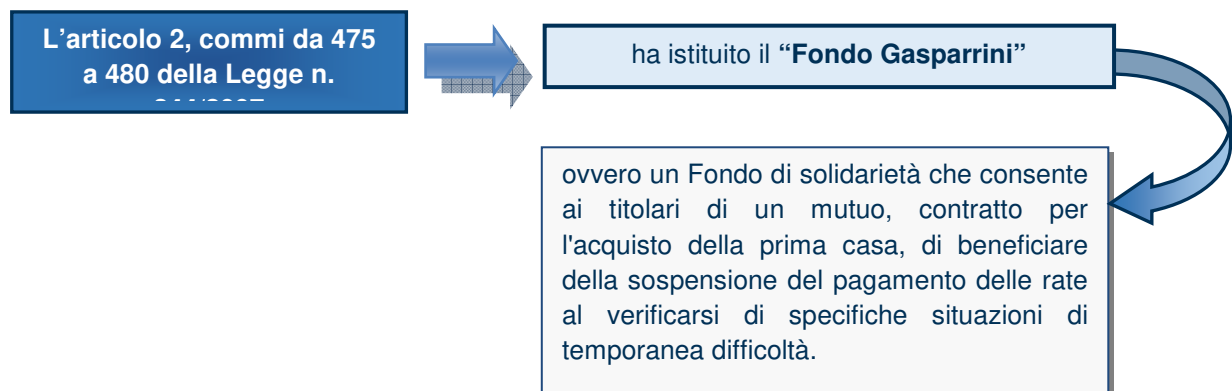 L'articolo 2, commi da 475
a 480 della Legge n.
ha istituito il “Fondo Gasparrini”
ovvero un Fondo di solidarietà che consente
ai titolari di un mutuo, contratto per
l'acquisto della prima casa, di beneficiare
della sospensione del pagamento delle rate
al verificarsi di specifiche situazioni di
temporanea difficoltà.